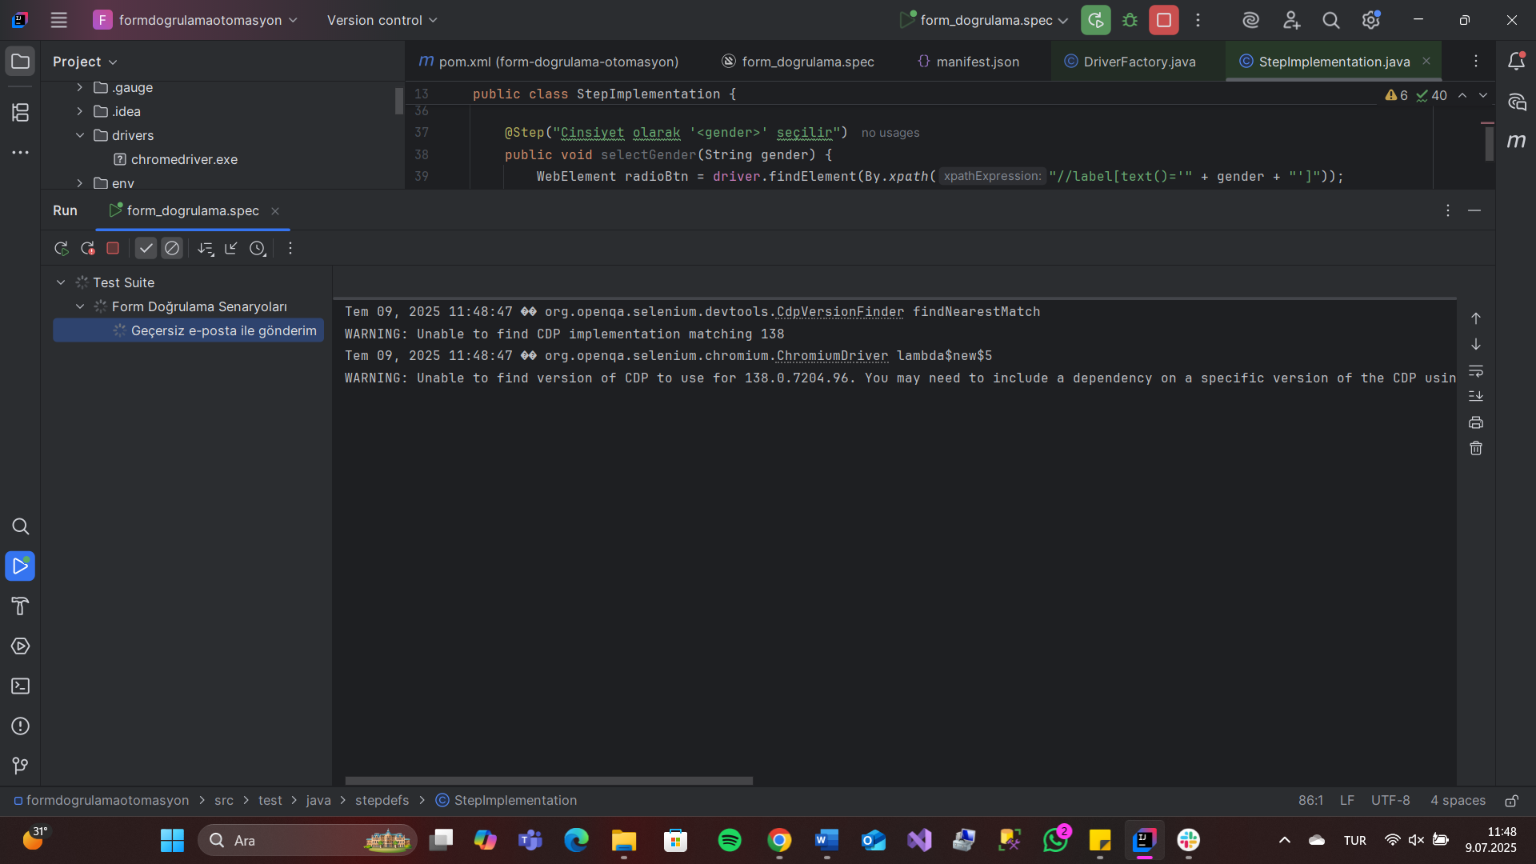 F formdogrulamaotomasyon Version control form_dogrulama.spec
Project
m pom.xml (form-dogrulama-otomasyon) form_dogrulama.spec {} manifest.json © DriverFactory.java © StepImplementation.java ×
.gauge
.idea
drivers
? chromedriver.exe
env
13 public class StepImplementation {
6 40
36
37 @Step("Cinsiyet olarak '<gender>' seçilir") no usages
38 public void selectGender(String gender) {
39 WebElement radioBtn = driver.findElement(By.xpath( xpathExpression: "//label[text()='" + gender + "']"));
m
Run form_dogrulama.spec ×
Test Suite
Form Doğrulama Senaryoları
Geçersiz e-posta ile gönderim
Tem 09, 2025 11:48:47 �� org.openqa.selenium.devtools.CdpVersionFinder findNearestMatch
WARNING: Unable to find CDP implementation matching 138
Tem 09, 2025 11:48:47 �� org.openqa.selenium.chromium.ChromiumDriver lambda$new$5
WARNING: Unable to find version of CDP to use for 138.0.7204.96. You may need to include a dependency on a specific version of the CDP usin
formdogrulamaotomasyon > src > test > java > stepdefs > © StepImplementation
86:1 LF UTF-8 4 spaces
31°
Ara
2
TUR
11:48
9.07.2025